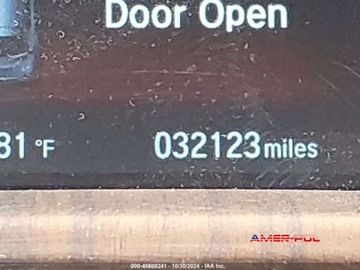 Door Open
81 °F
032123 miles
AMER-POL
000-40600241 - 10/30/2024 - IAA Inc.